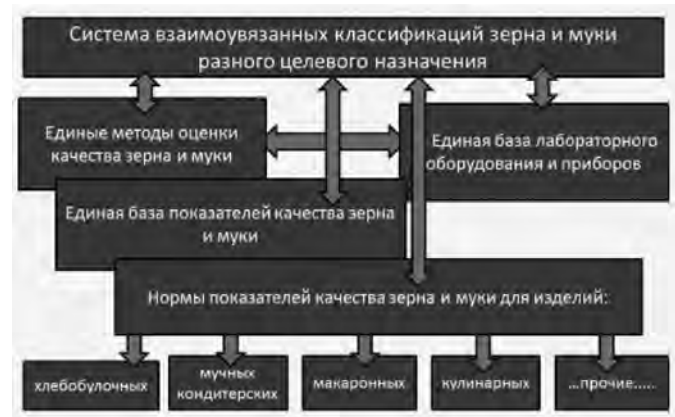 Система взаимоувязанных классификаций зерна и муки
разного целевого назначения
Единые методы оценки
качества зерна и муки
Единая база лабораторного
оборудования и приборов
Единая база показателей качества зерна
и муки
Нормы показателей качества зерна и муки для изделий:
хлебобулочных
мучных
кондитерских
макаронных
кулинарных
...прочие.....